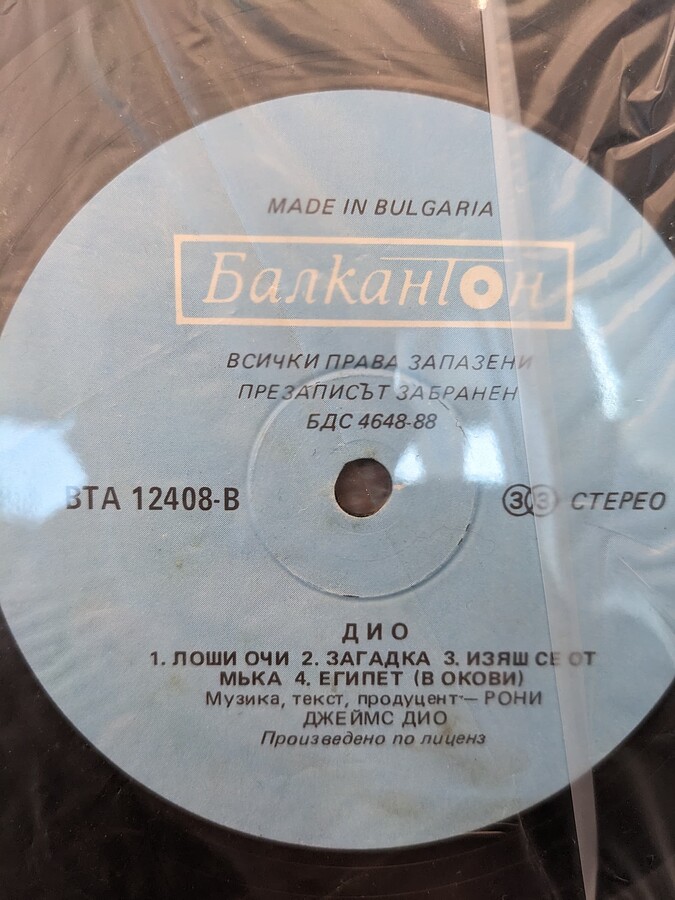 MADE IN BULGARIA
Балкантон
ВСИЧКИ ПРАВА ЗАПАЗЕНИ
ПРЕЗАПИСЪТ ЗАБРАНЕН
БДС 4648-88
ВТА 12408-В
33 СТЕРЕО
ДИО
1. ЛОШИ ОЧИ 2. ЗАГАДКА 3. ИЗЯШ СЕ ОТ
МЬКА 4. ЕГИПЕТ (В ОКОВИ)
Музика, текст, продуцент — РОНИ
ДЖЕЙМС ДИО
Произведено по лиценз